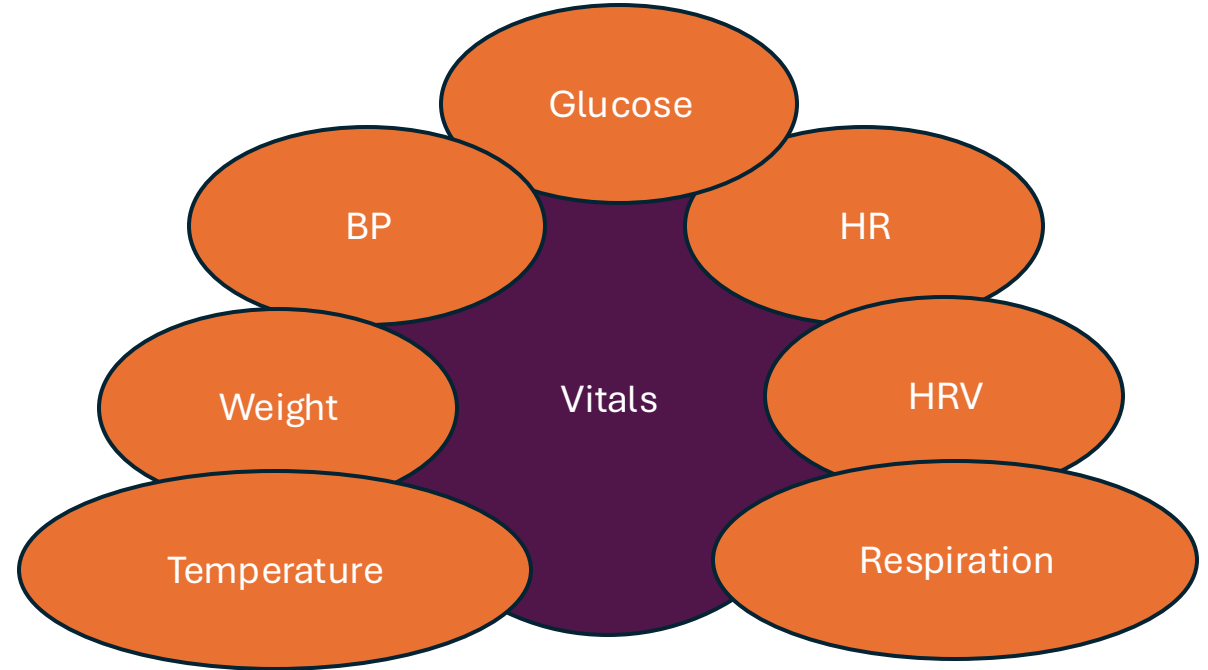 Glucose
BP
HR
Weight
Vitals
HRV
Temperature
Respiration